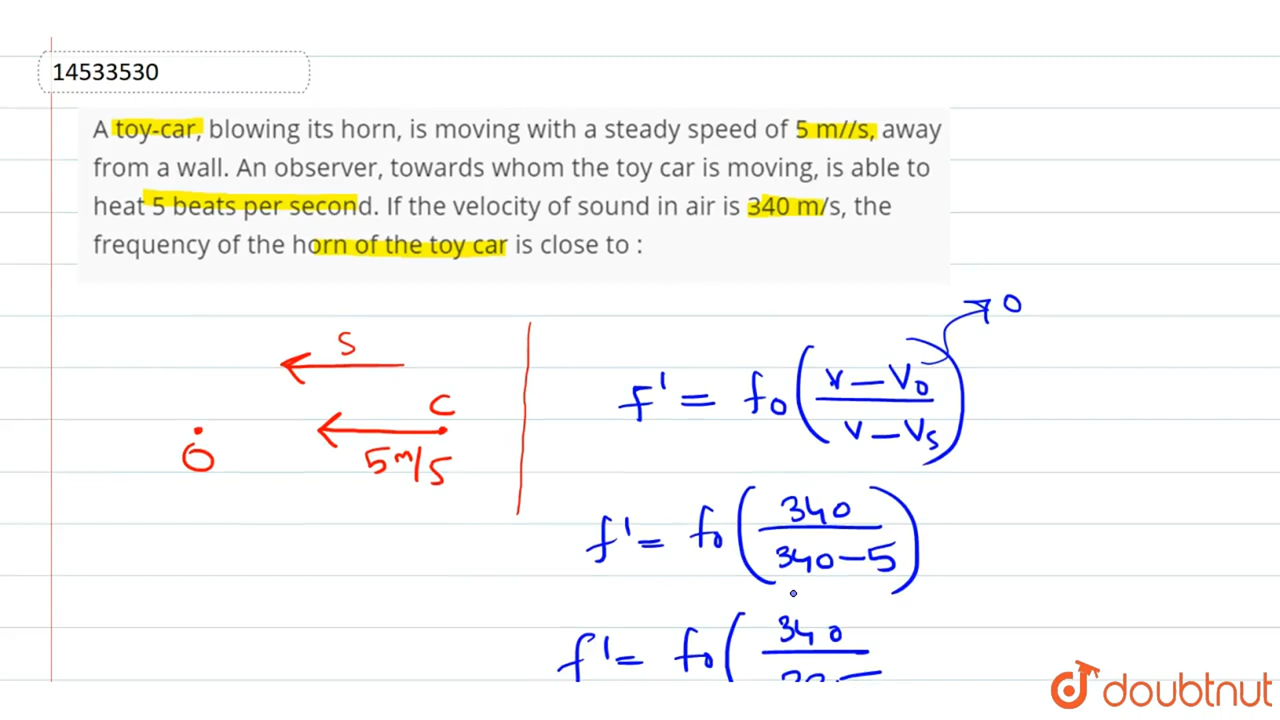 14533530
A toy-car, blowing its horn, is moving with a steady speed of 5 m//s, away
from a wall. An observer, towards whom the toy car is moving, is able to
heat 5 beats per second. If the velocity of sound in air is 340 m/s, the
frequency of the horn of the toy car is close to :
S
C
O
5 m/s
f' = f0 ( v - v0 / v - vs ) → 0
f' = f0 ( 340 / 340 - 5 )
f' = f0 ( 340 / 335
doubtnut